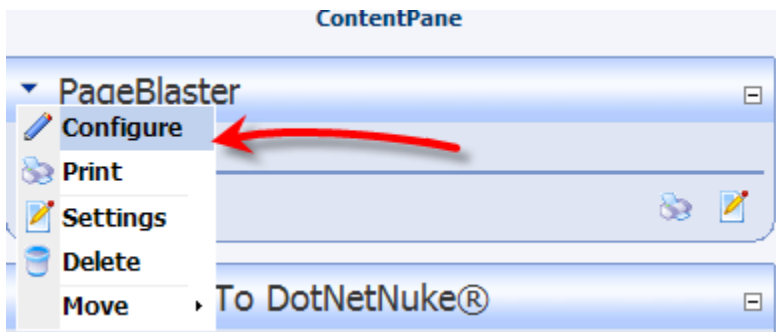 ContentPane
PageBlaster
Configure
Print
Settings
Delete
Move
To DotNetNuke®